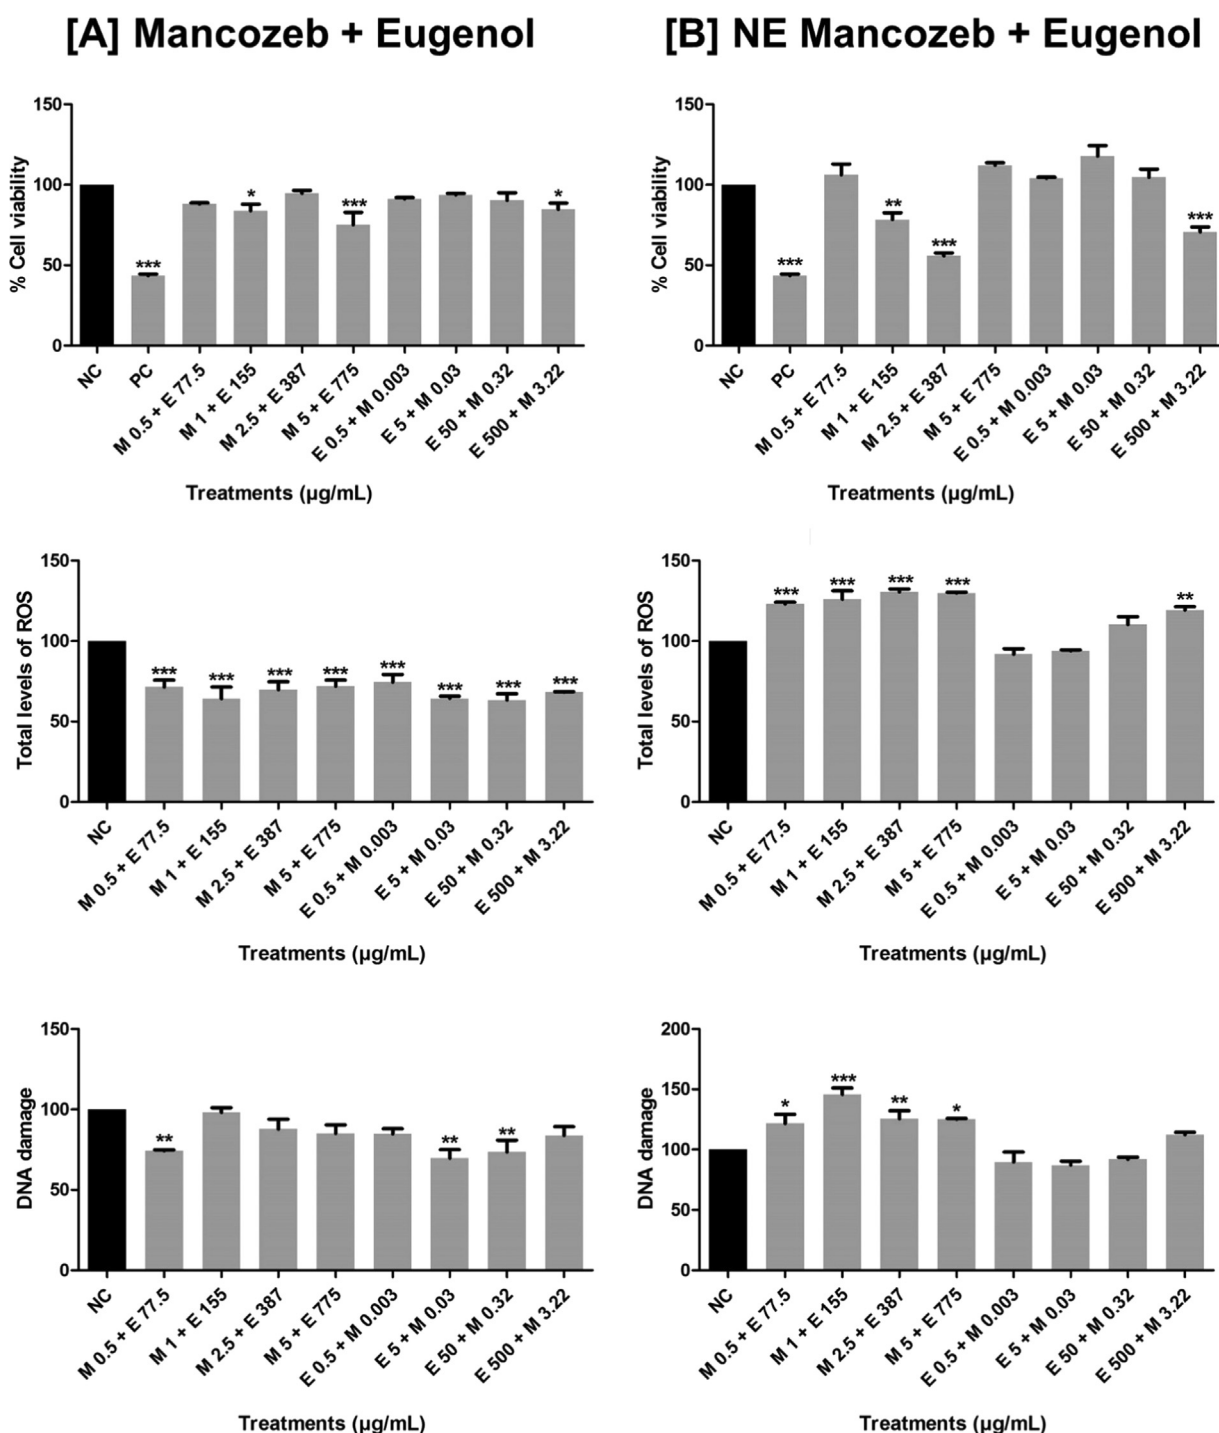 [A] Mancozeb + Eugenol
% Cell viability
150
100
50
0
***
*
***
*
NC
PC
M 0.5 + E 77.5
M 1 + E 155
M 2.5 + E 387
M 5 + E 775
E 0.5 + M 0.003
E 5 + M 0.03
E 50 + M 0.32
E 500 + M 3.22
Treatments (µg/mL)
Total levels of ROS
150
100
50
0
***
***
***
***
***
***
***
***
NC
M 0.5 + E 77.5
M 1 + E 155
M 2.5 + E 387
M 5 + E 775
E 0.5 + M 0.003
E 5 + M 0.03
E 50 + M 0.32
E 500 + M 3.22
Treatments (µg/mL)
DNA damage
150
100
50
0
**
**
**
NC
M 0.5 + E 77.5
M 1 + E 155
M 2.5 + E 387
M 5 + E 775
E 0.5 + M 0.003
E 5 + M 0.03
E 50 + M 0.32
E 500 + M 3.22
Treatments (µg/mL)
[B] NE Mancozeb + Eugenol
% Cell viability
150
100
50
0
***
**
***
***
NC
PC
M 0.5 + E 77.5
M 1 + E 155
M 2.5 + E 387
M 5 + E 775
E 0.5 + M 0.003
E 5 + M 0.03
E 50 + M 0.32
E 500 + M 3.22
Treatments (µg/mL)
Total levels of ROS
150
100
50
0
***
***
***
***
**
NC
M 0.5 + E 77.5
M 1 + E 155
M 2.5 + E 387
M 5 + E 775
E 0.5 + M 0.003
E 5 + M 0.03
E 50 + M 0.32
E 500 + M 3.22
Treatments (µg/mL)
DNA damage
200
150
100
50
0
*
***
**
*
NC
M 0.5 + E 77.5
M 1 + E 155
M 2.5 + E 387
M 5 + E 775
E 0.5 + M 0.003
E 5 + M 0.03
E 50 + M 0.32
E 500 + M 3.22
Treatments (µg/mL)